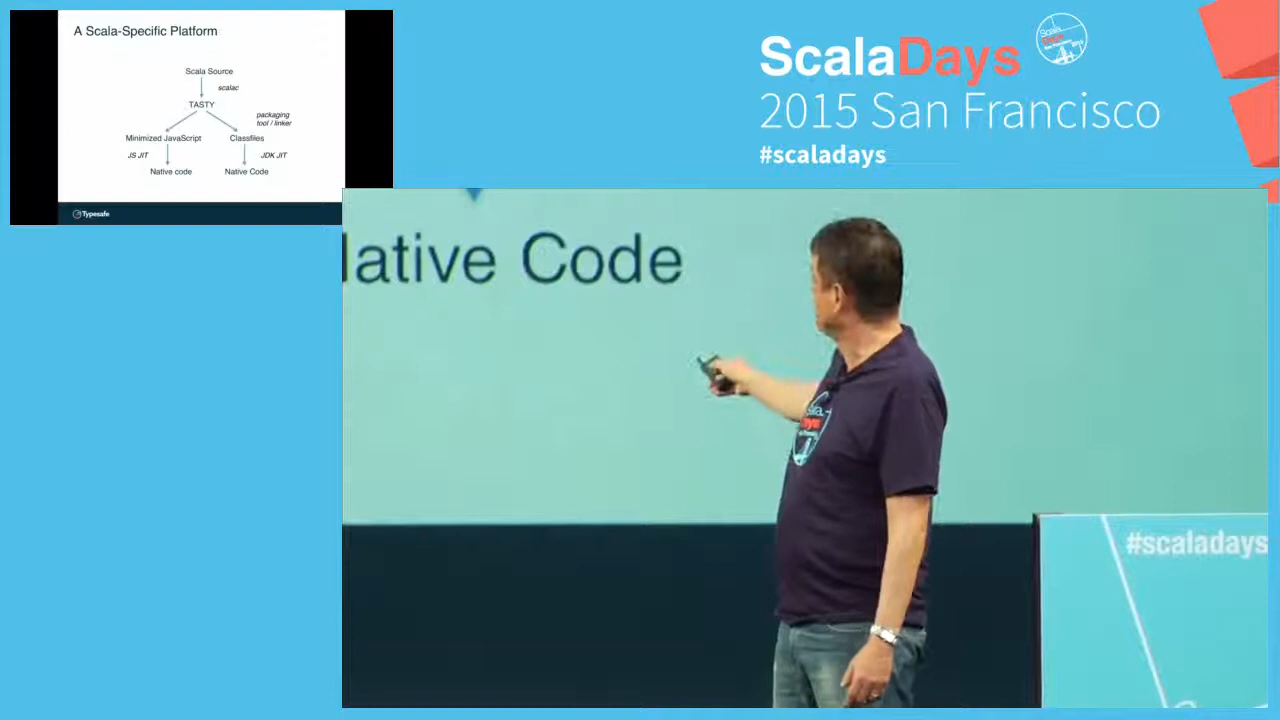 A Scala-Specific Platform
Scala Source
scalac
TASTY
packaging
tool / linker
Minimized JavaScript
Classfiles
JS JIT
JDK JIT
Native code
Native Code
Typesafe
ScalaDays
2015 San Francisco
#scaladays
lative Code
#scaladays